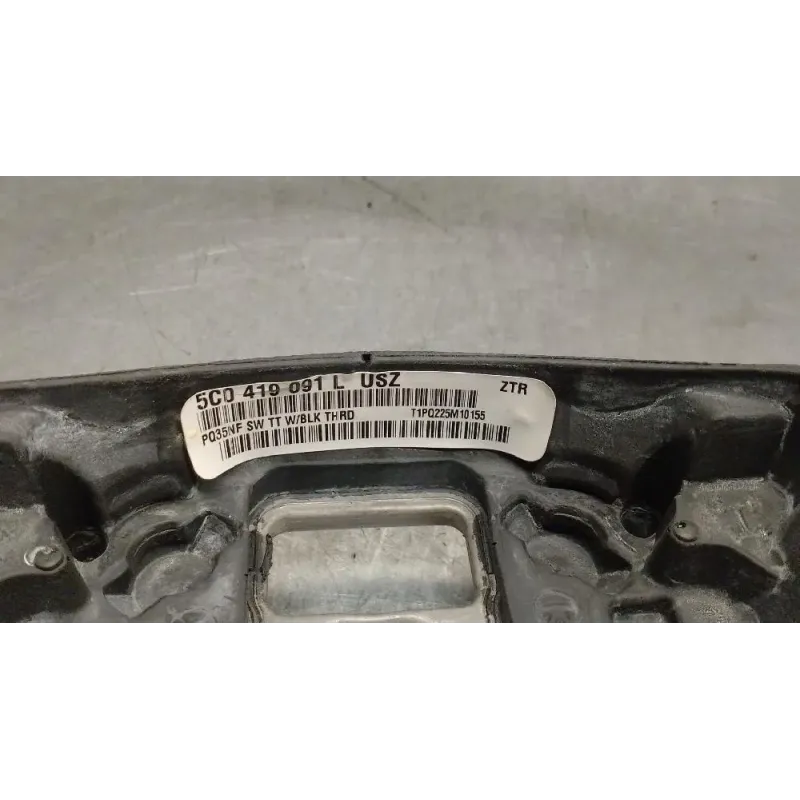 5C0 419 091 L USZ ZTR
PQ35NF SW TT W/BLK THRD T1PQ225M10155